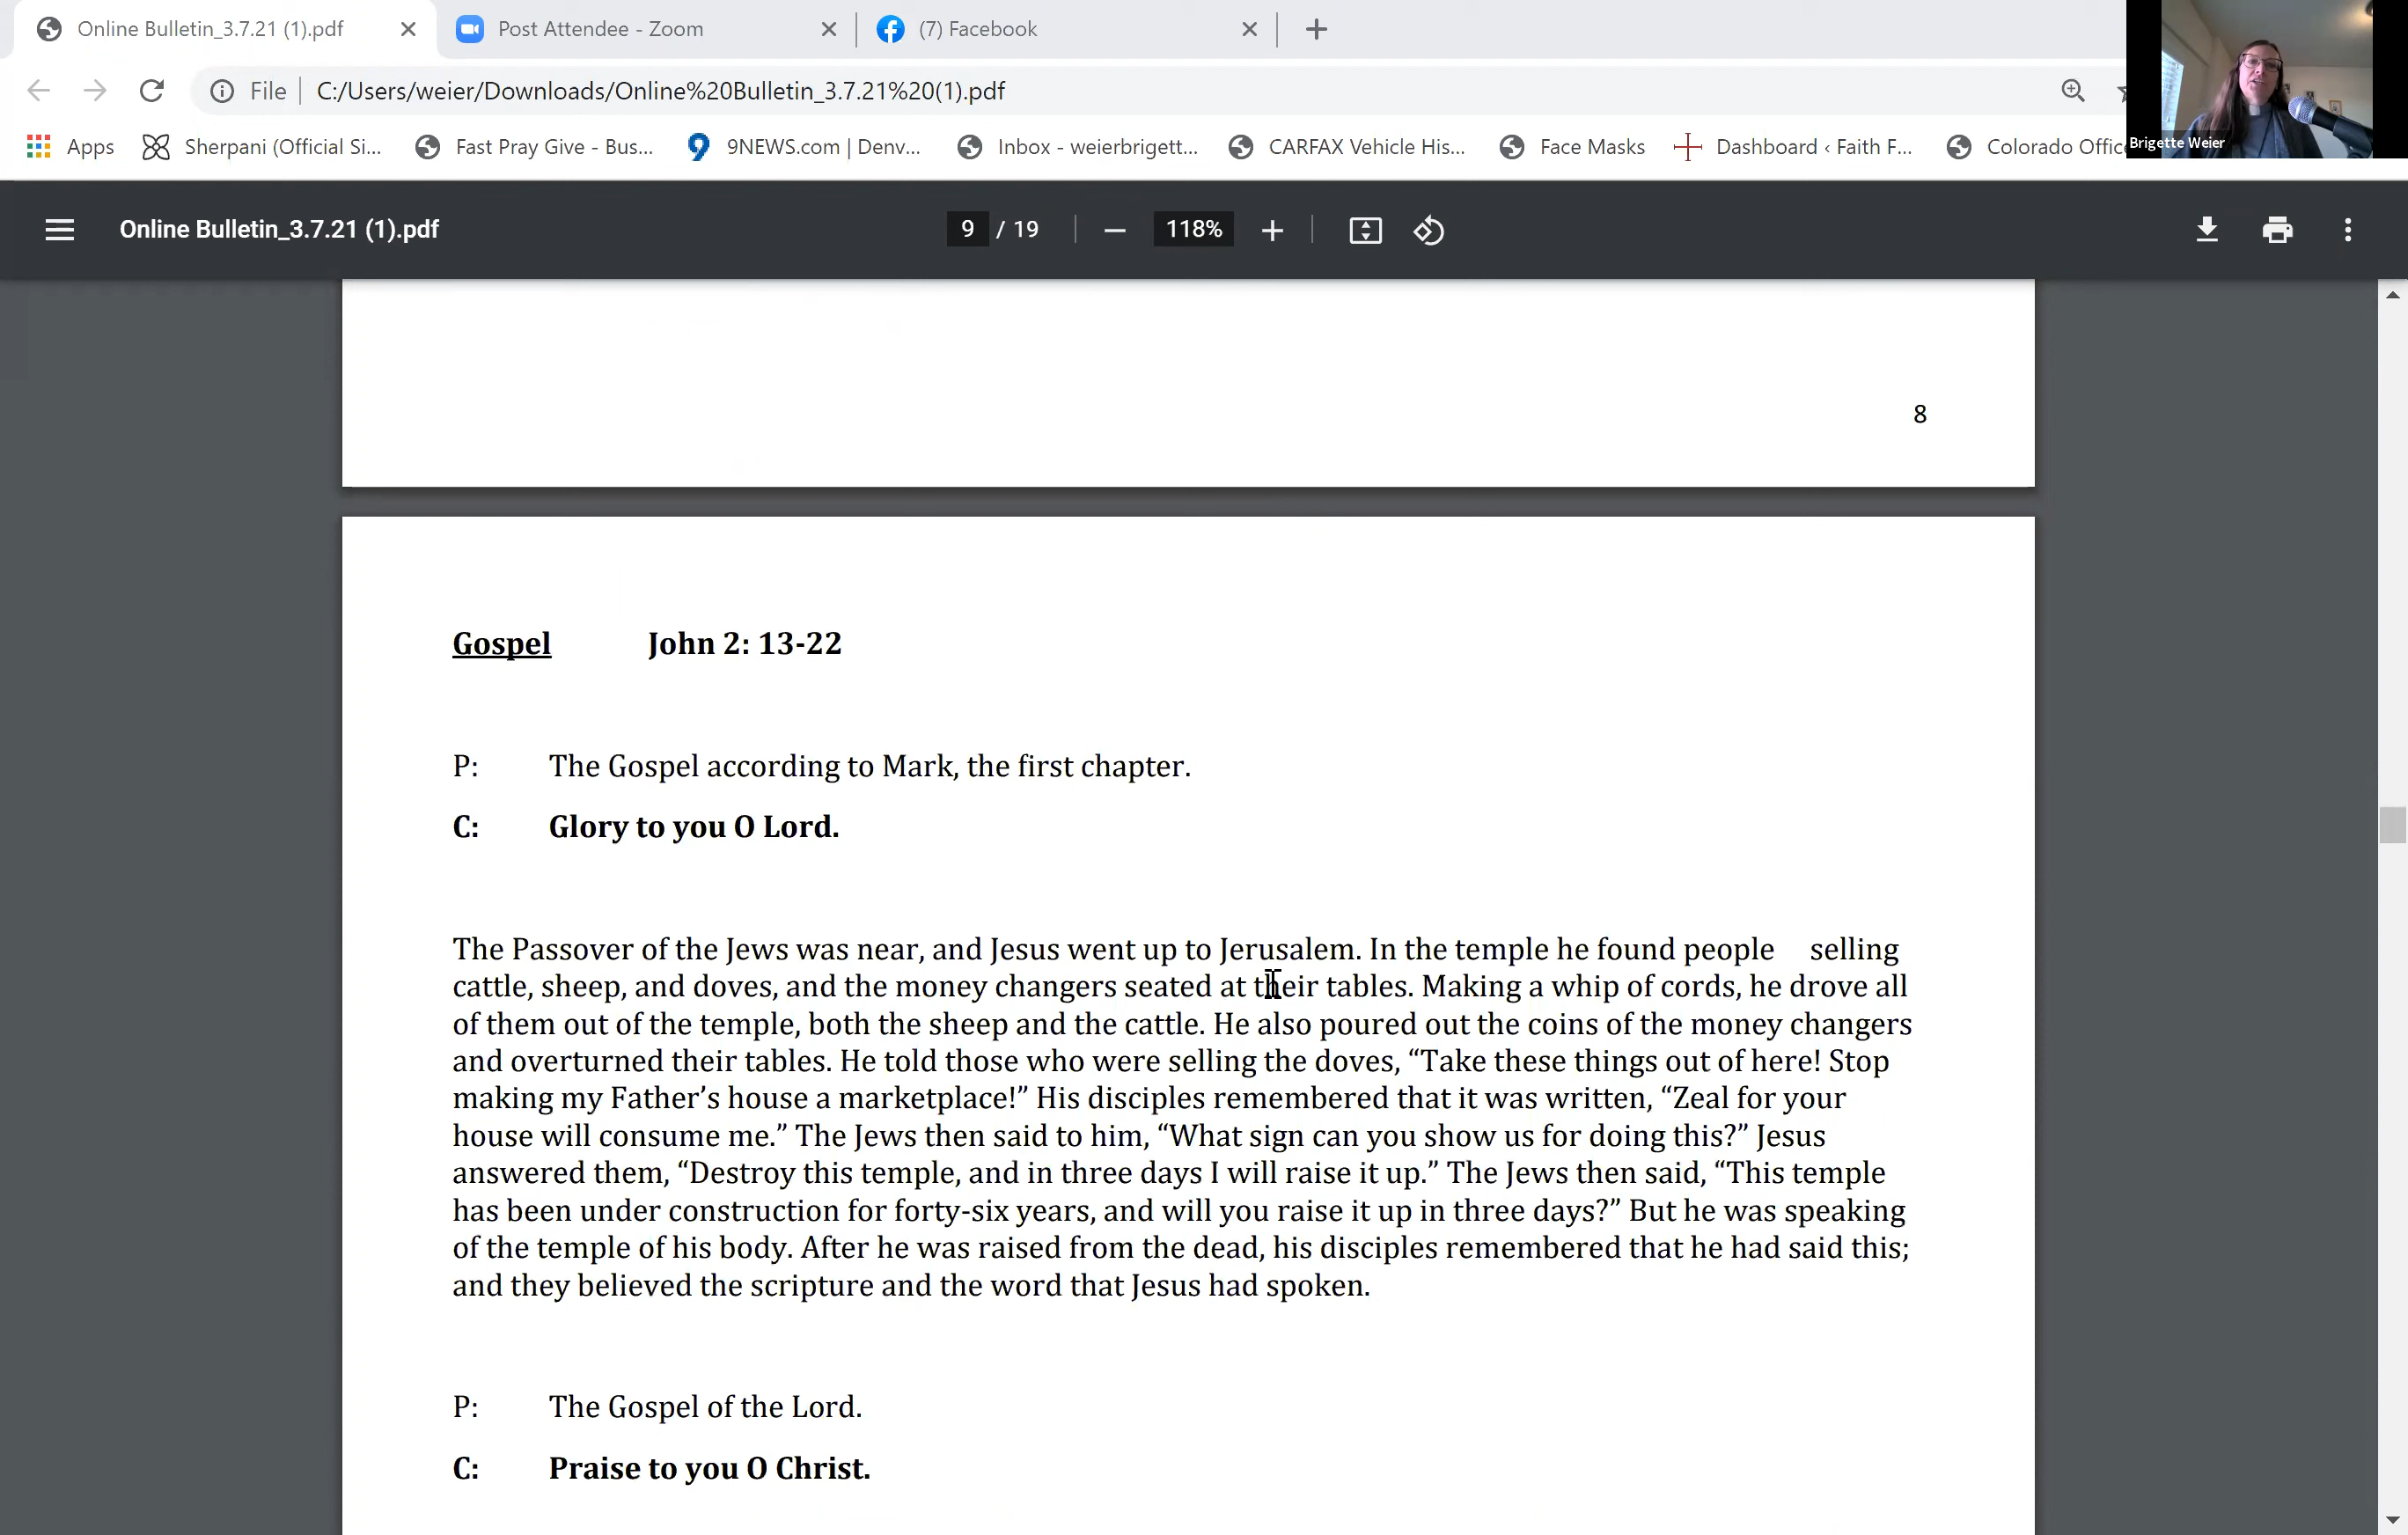 Online Bulletin_3.7.21 (1).pdf
Post Attendee - Zoom
(7) Facebook
File
C:/Users/weier/Downloads/Online%20Bulletin_3.7.21%20(1).pdf
Apps
Sherpani (Official Si...
Fast Pray Give - Bus...
9NEWS.com | Denv...
Inbox - weierbrigett...
CARFAX Vehicle His...
Face Masks
Dashboard ‹ Faith F...
Colorado Offic
Brigette Weier
Online Bulletin_3.7.21 (1).pdf
9 / 19
118%
8
Gospel John 2: 13-22
P: The Gospel according to Mark, the first chapter.
C: Glory to you O Lord.
The Passover of the Jews was near, and Jesus went up to Jerusalem. In the temple he found people selling
cattle, sheep, and doves, and the money changers seated at their tables. Making a whip of cords, he drove all
of them out of the temple, both the sheep and the cattle. He also poured out the coins of the money changers
and overturned their tables. He told those who were selling the doves, “Take these things out of here! Stop
making my Father’s house a marketplace!” His disciples remembered that it was written, “Zeal for your
house will consume me.” The Jews then said to him, “What sign can you show us for doing this?” Jesus
answered them, “Destroy this temple, and in three days I will raise it up.” The Jews then said, “This temple
has been under construction for forty-six years, and will you raise it up in three days?” But he was speaking
of the temple of his body. After he was raised from the dead, his disciples remembered that he had said this;
and they believed the scripture and the word that Jesus had spoken.
P: The Gospel of the Lord.
C: Praise to you O Christ.